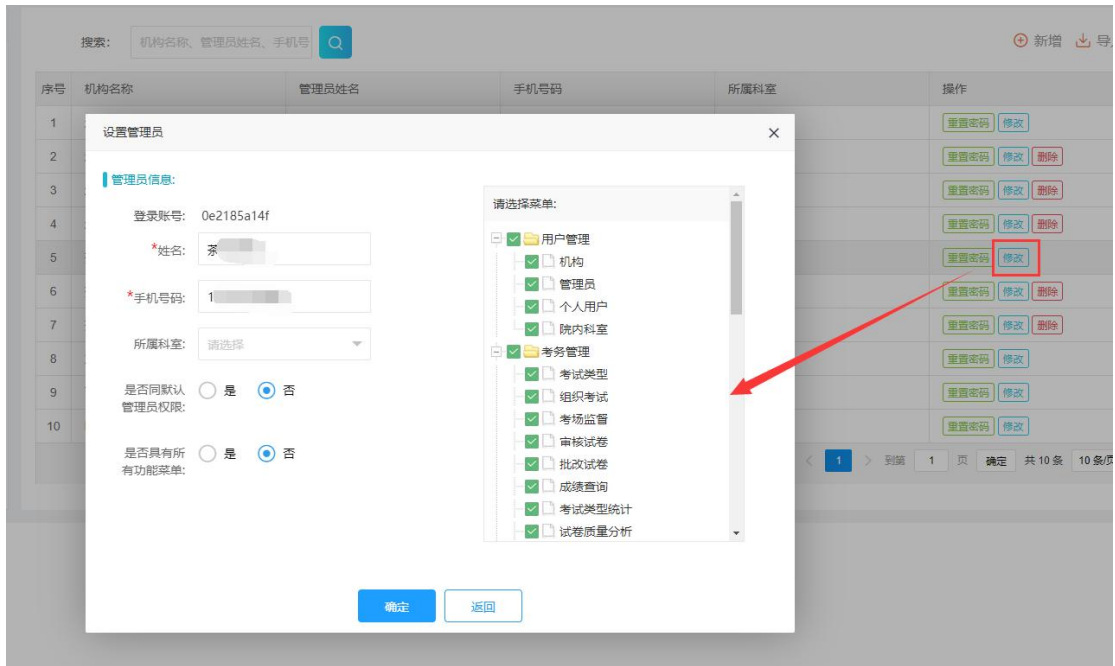 搜索: 机构名称、管理员姓名、手机号 新增 导
序号 机构名称 管理员姓名 手机号码 所属科室 操作
1 重置密码 修改
2 重置密码 修改 删除
3 重置密码 修改 删除
4 重置密码 修改 删除
5 重置密码 修改
6 重置密码 修改 删除
7 重置密码 修改 删除
8 重置密码 修改
9 重置密码 修改
10 重置密码 修改
< 1 > 到第 1 页 确定 共 10 条 10 条/页
设置管理员 ×
管理员信息:
登录账号: 0e2185a14f
*姓名: 茶
*手机号码: 1
所属科室: 请选择
是否同默认 是 否
管理员权限:
是否具有所 是 否
有功能菜单:
请选择菜单:
用户管理
机构
管理员
个人用户
院内科室
考务管理
考试类型
组织考试
考场监督
审核试卷
批改试卷
成绩查询
考试类型统计
试卷质量分析
确定 返回